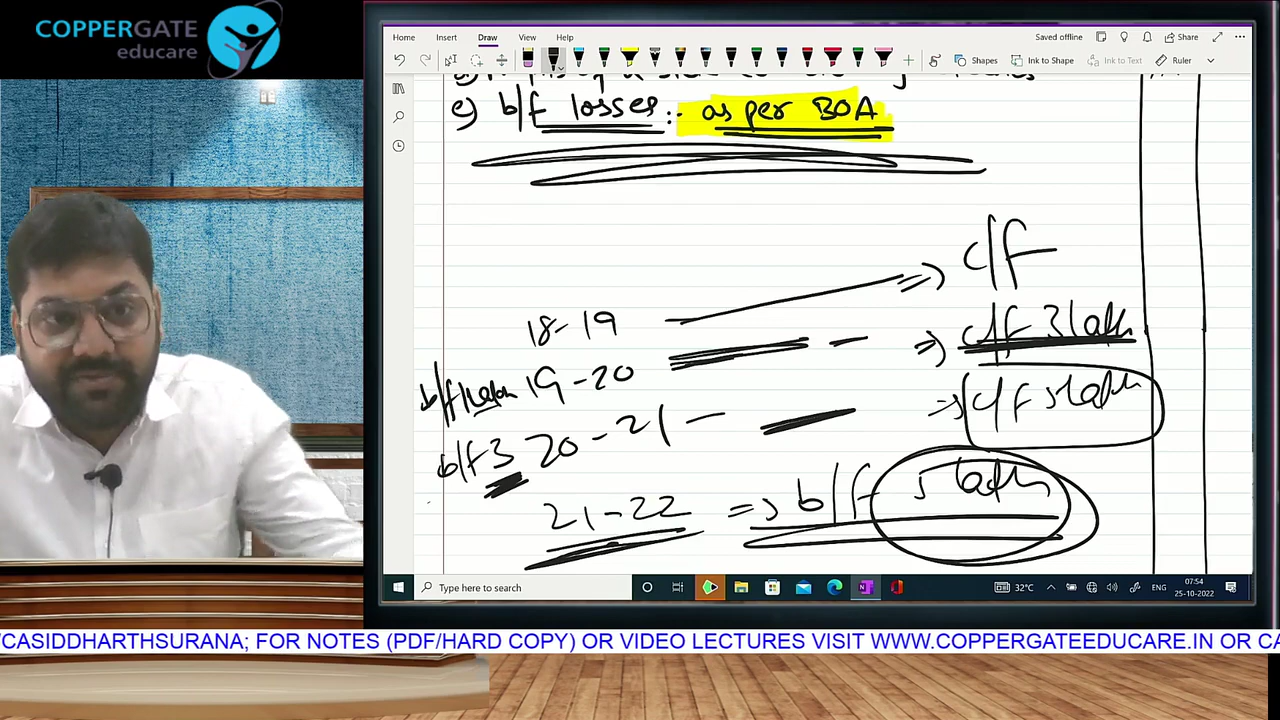 COPPERGATE
educare
Home Insert Draw View Help
Saved offline
Share
Shapes
Ink to Shape
Ink to Text
Ruler
e) b/f losses :- as per BOA
c/f
18-19
c/f 3 lakh
19-20
c/f 5 lakh
b/f 3 20-21
21-22 => b/f 5 lakh
Type here to search
32°C
ENG
07:54
25-10-2022
/CASIDDHARTHSURANA; FOR NOTES (PDF/HARD COPY) OR VIDEO LECTURES VISIT WWW.COPPERGATEEDUCARE.IN OR CA